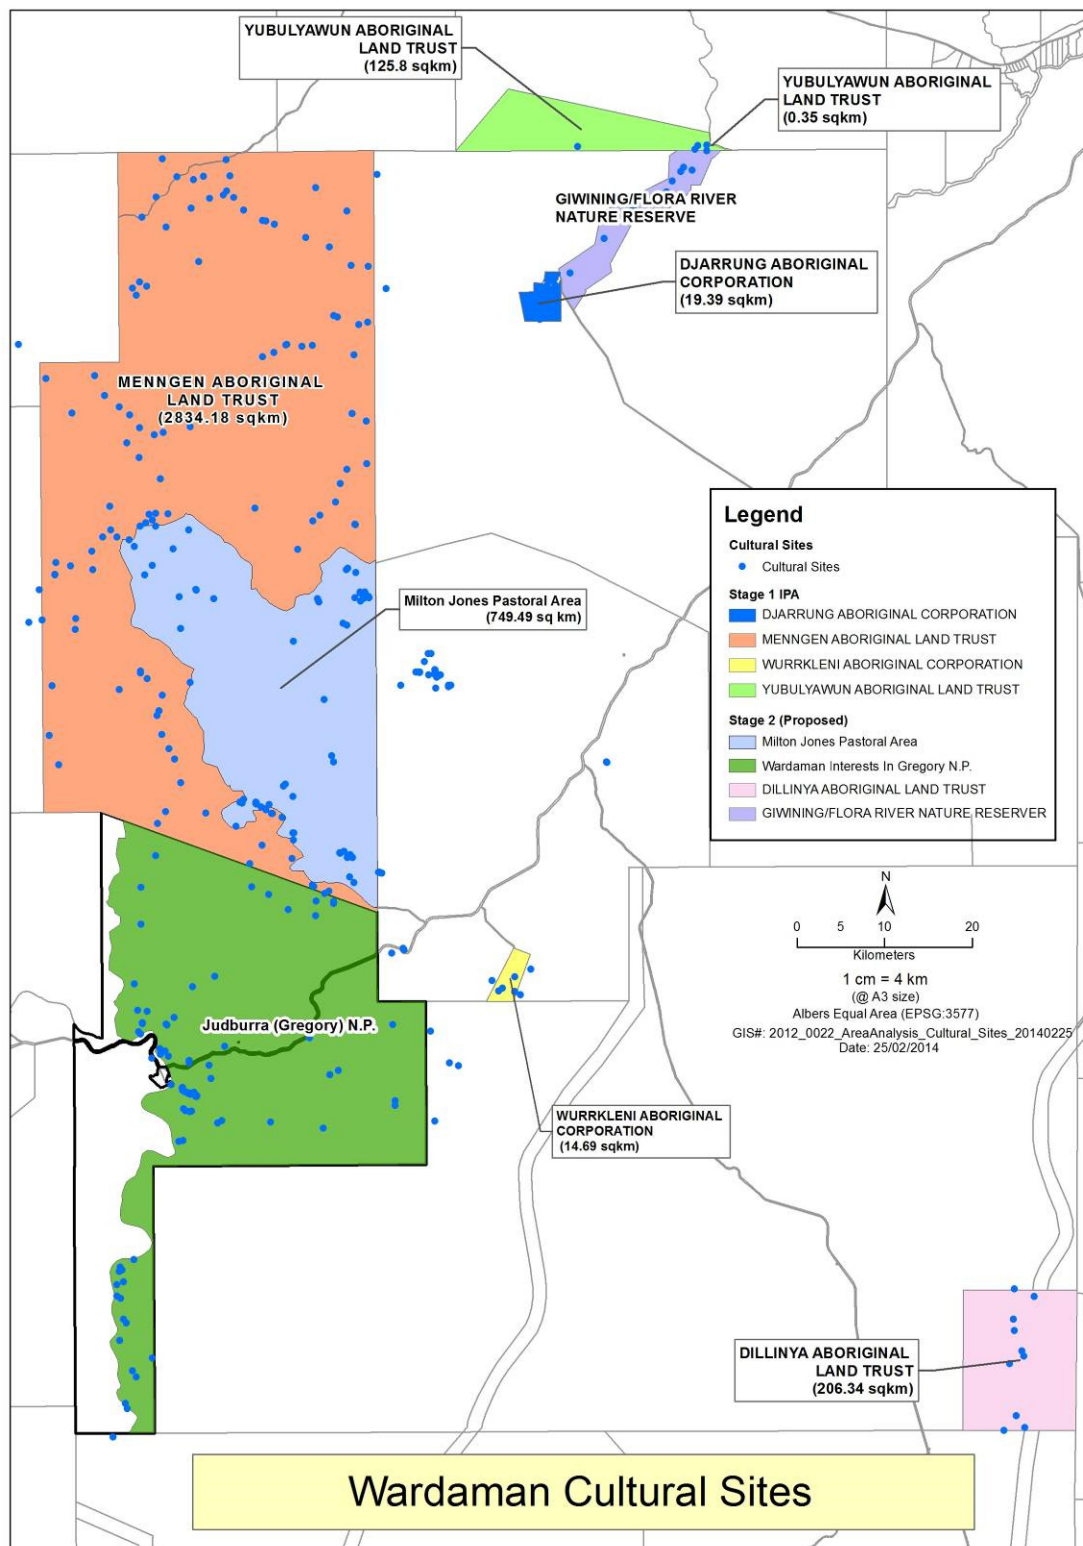 YUBULYAWUN ABORIGINAL
LAND TRUST
(125.8 sqkm)
YUBULYAWUN ABORIGINAL
LAND TRUST
(0.35 sqkm)
GIWINING/FLORA RIVER
NATURE RESERVE
DJARRUNG ABORIGINAL
CORPORATION
(19.39 sqkm)
MENNGEN ABORIGINAL
LAND TRUST
(2834.18 sqkm)
Milton Jones Pastoral Area
(749.49 sq km)
Legend
Cultural Sites
Cultural Sites
Stage 1 IPA
DJARRUNG ABORIGINAL CORPORATION
MENNGEN ABORIGINAL LAND TRUST
WURRKLENI ABORIGINAL CORPORATION
YUBULYAWUN ABORIGINAL LAND TRUST
Stage 2 (Proposed)
Milton Jones Pastoral Area
Wardaman Interests In Gregory N.P.
DILLINYA ABORIGINAL LAND TRUST
GIWINING/FLORA RIVER NATURE RESERVER
N
0 5 10 20
Kilometers
1 cm = 4 km
(@ A3 size)
Albers Equal Area (EPSG:3577)
GIS#: 2012_0022_AreaAnalysis_Cultural_Sites_20140225
Date: 25/02/2014
Judburra (Gregory) N.P.
WURRKLENI ABORIGINAL
CORPORATION
(14.69 sqkm)
DILLINYA ABORIGINAL
LAND TRUST
(206.34 sqkm)
Wardaman Cultural Sites